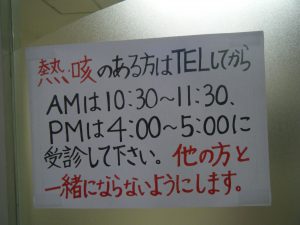 熱・咳のある方はTELしてから
AMは10:30~11:30、
PMは4:00~5:00に
受診して下さい。他の方と
一緒にならないようにします。